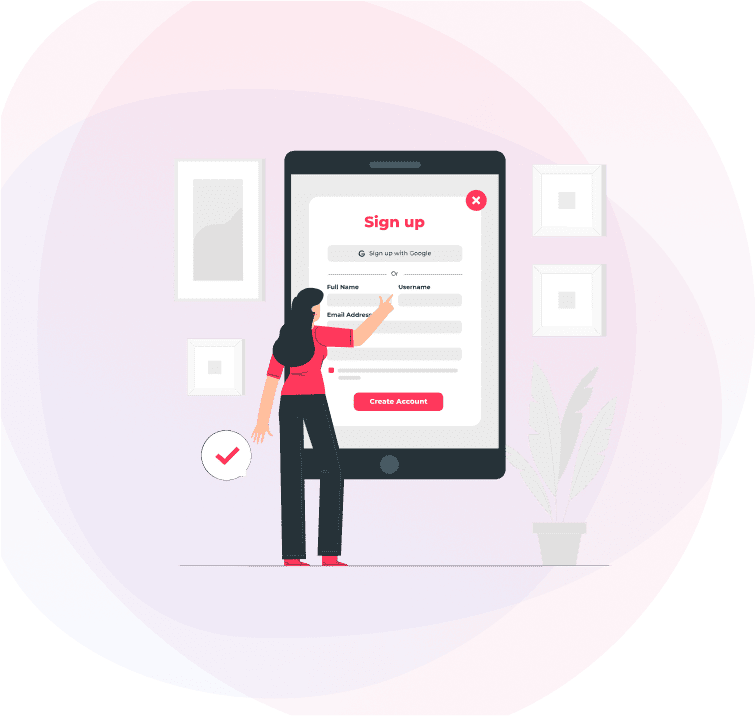 Sign up
G Sign up with Google
Or
Full Name Username
Email Address
Create Account